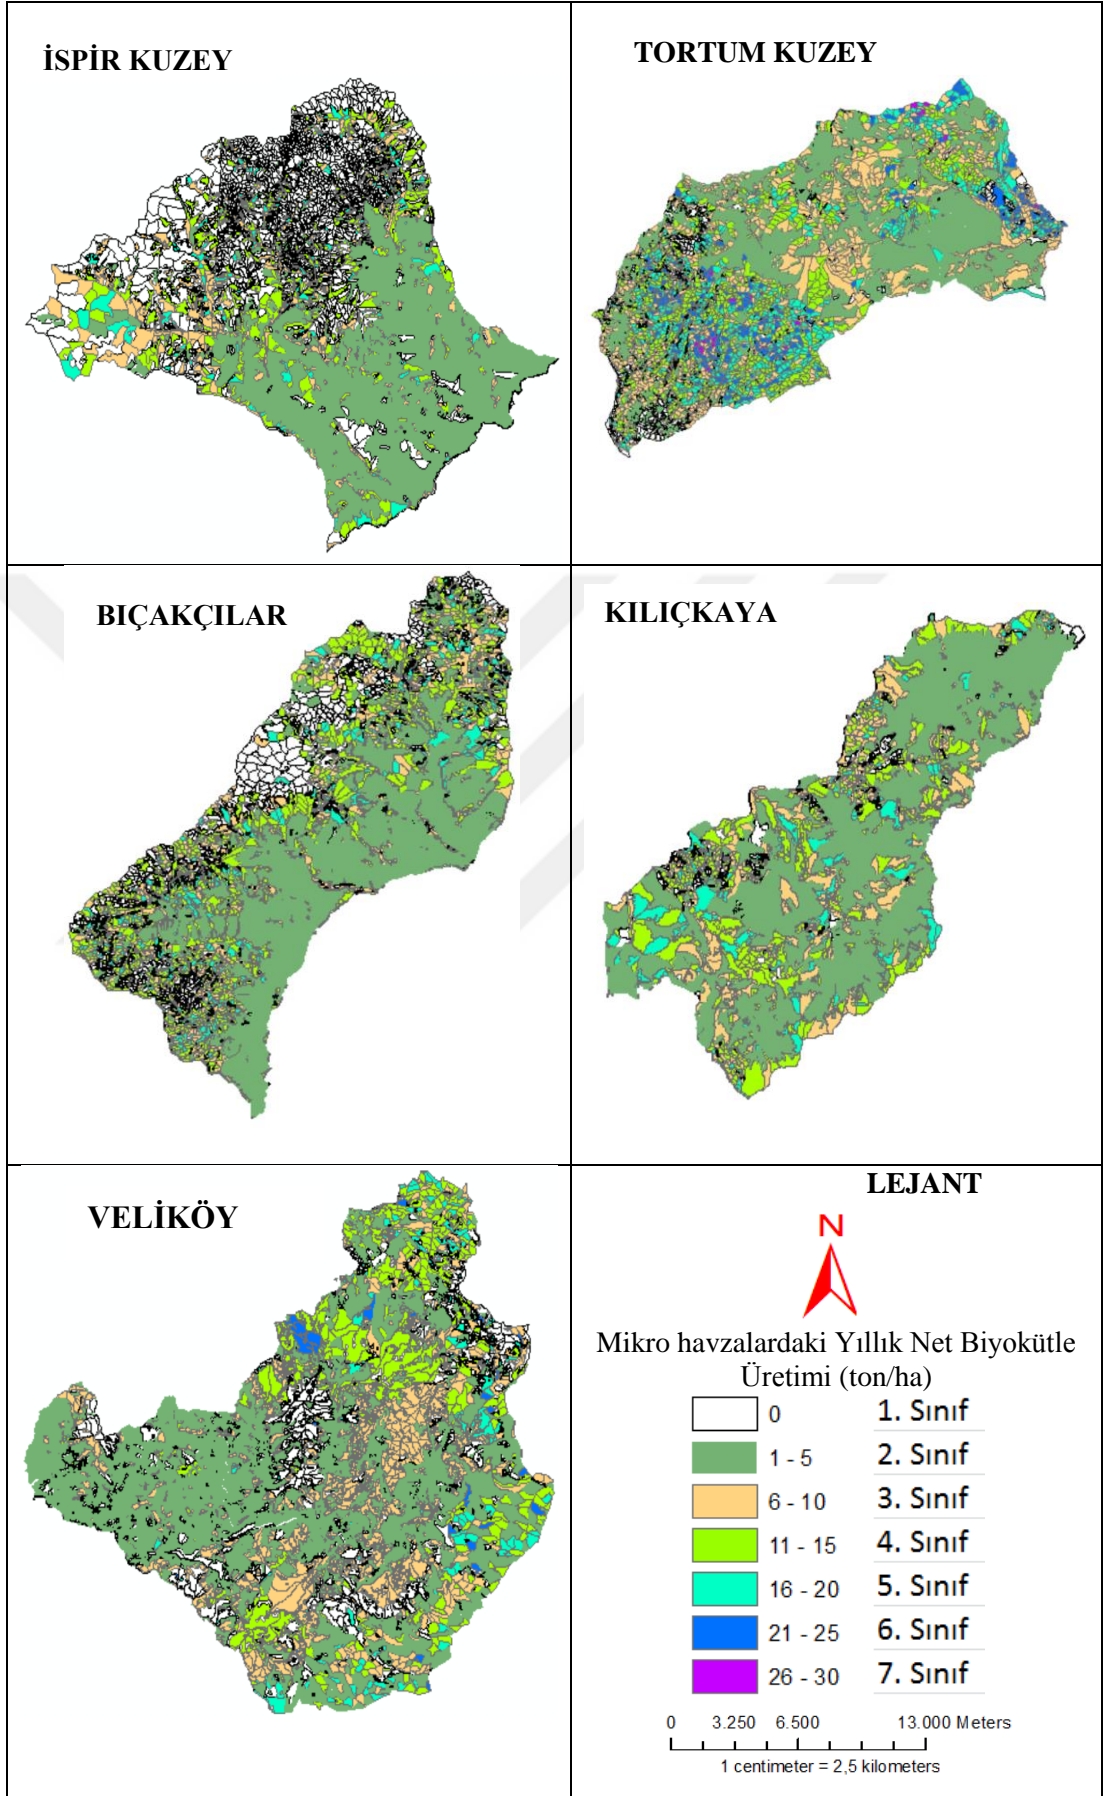 İSPİR KUZEY
TORTUM KUZEY
BIÇAKÇILAR
KILIÇKAYA
VELİKÖY
LEJANT
N
Mikro havzalardaki Yıllık Net Biyokütle
Üretimi (ton/ha)
0 1. Sınıf
1 - 5 2. Sınıf
6 - 10 3. Sınıf
11 - 15 4. Sınıf
16 - 20 5. Sınıf
21 - 25 6. Sınıf
26 - 30 7. Sınıf
0 3.250 6.500 13.000 Meters
1 centimeter = 2,5 kilometers